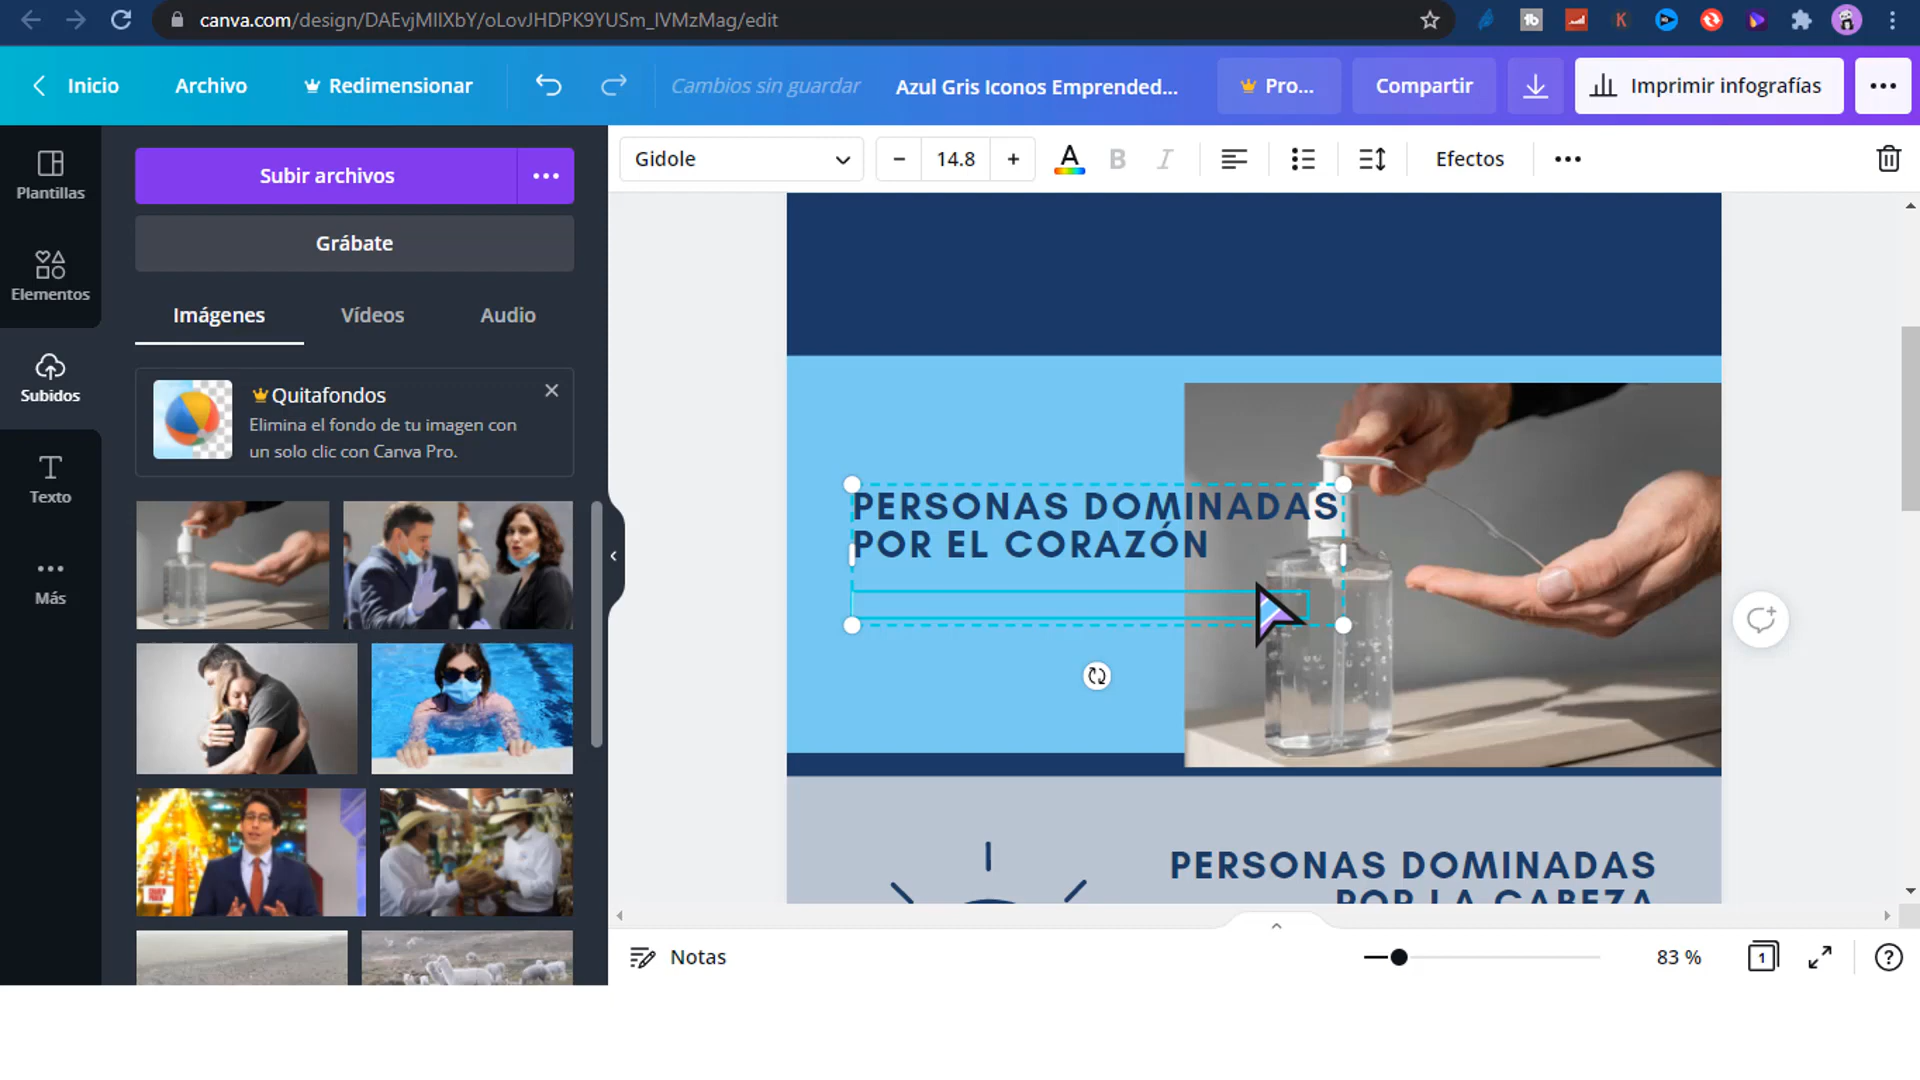 canva.com/design/DAEvjMIIXbY/oLovJHDPK9YUSm_IVMzMag/edit
Inicio
Archivo
Redimensionar
Cambios sin guardar
Azul Gris Iconos Emprended...
Pro...
Compartir
Imprimir infografías
Plantillas
Elementos
Subidos
Texto
Más
Subir archivos
Grábate
Imágenes
Vídeos
Audio
Quitafondos
Elimina el fondo de tu imagen con
un solo clic con Canva Pro.
Gidole
14.8
A
B
I
Efectos
PERSONAS DOMINADAS
POR EL CORAZÓN
PERSONAS DOMINADAS
POR LA CABEZA
Notas
83 %
1